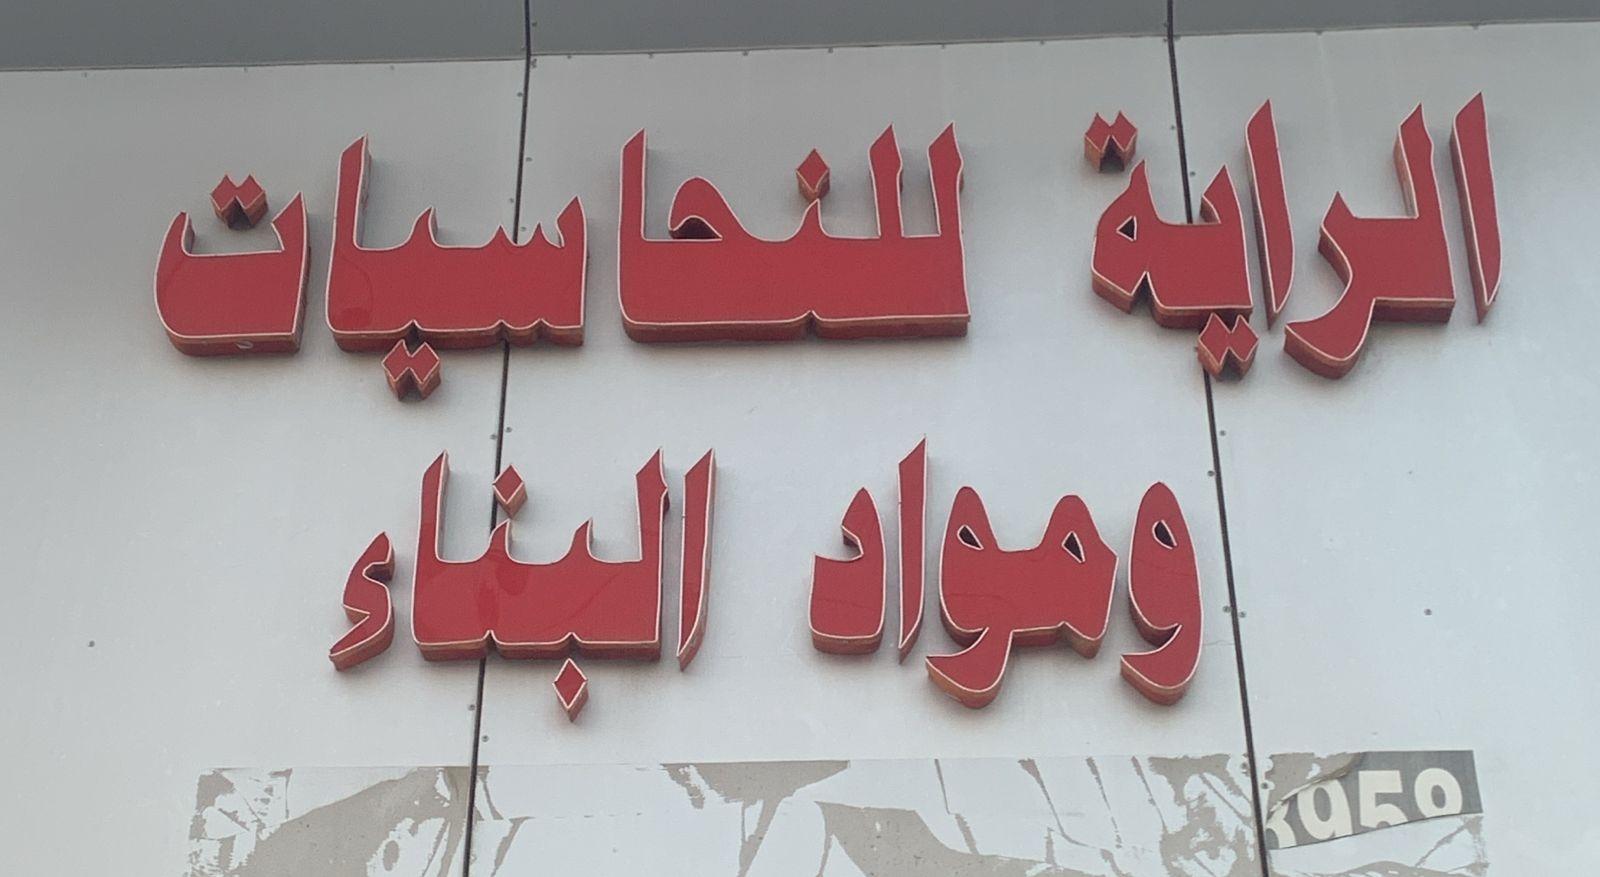 الراية للنحاسيات
ومواد البناء